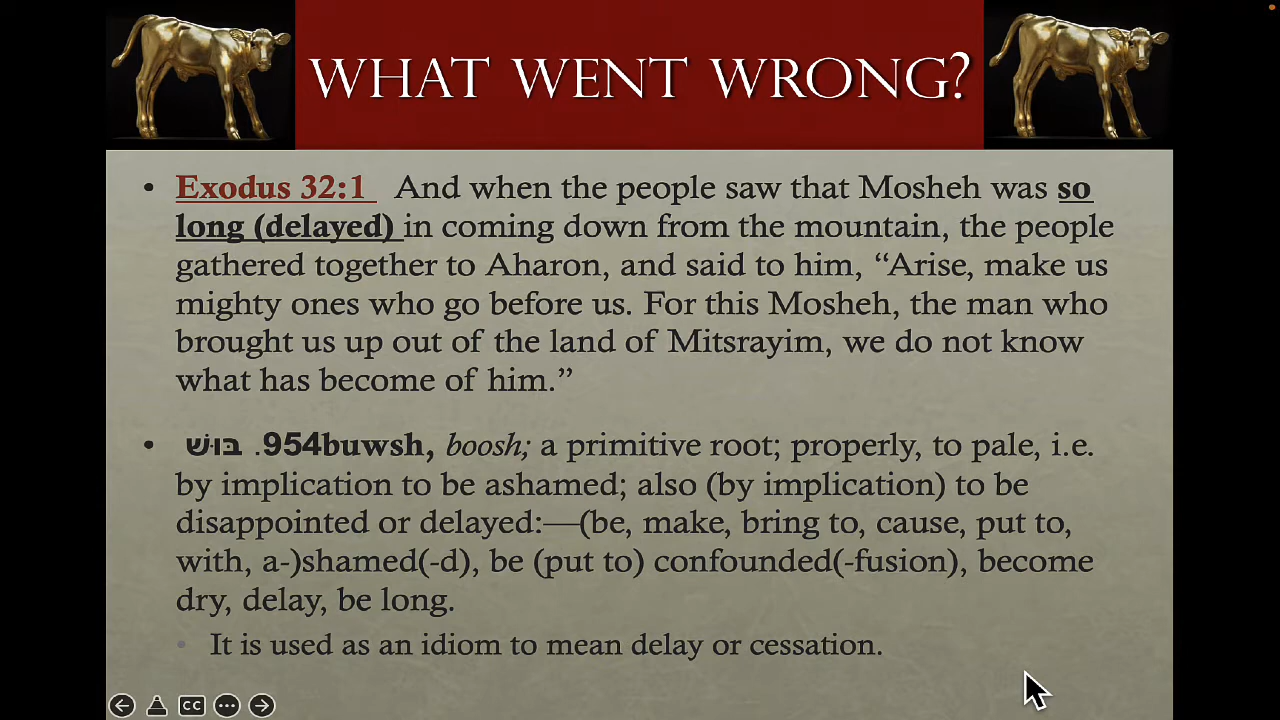 WHAT WENT WRONG?
• Exodus 32:1 And when the people saw that Mosheh was so
long (delayed) in coming down from the mountain, the people
gathered together to Aharon, and said to him, “Arise, make us
mighty ones who go before us. For this Mosheh, the man who
brought us up out of the land of Mitsrayim, we do not know
what has become of him.”
• בּוּשׁ .954buwsh, boosh; a primitive root; properly, to pale, i.e.
by implication to be ashamed; also (by implication) to be
disappointed or delayed:—(be, make, bring to, cause, put to,
with, a-)shamed(-d), be (put to) confounded(-fusion), become
dry, delay, be long.
• It is used as an idiom to mean delay or cessation.
CC